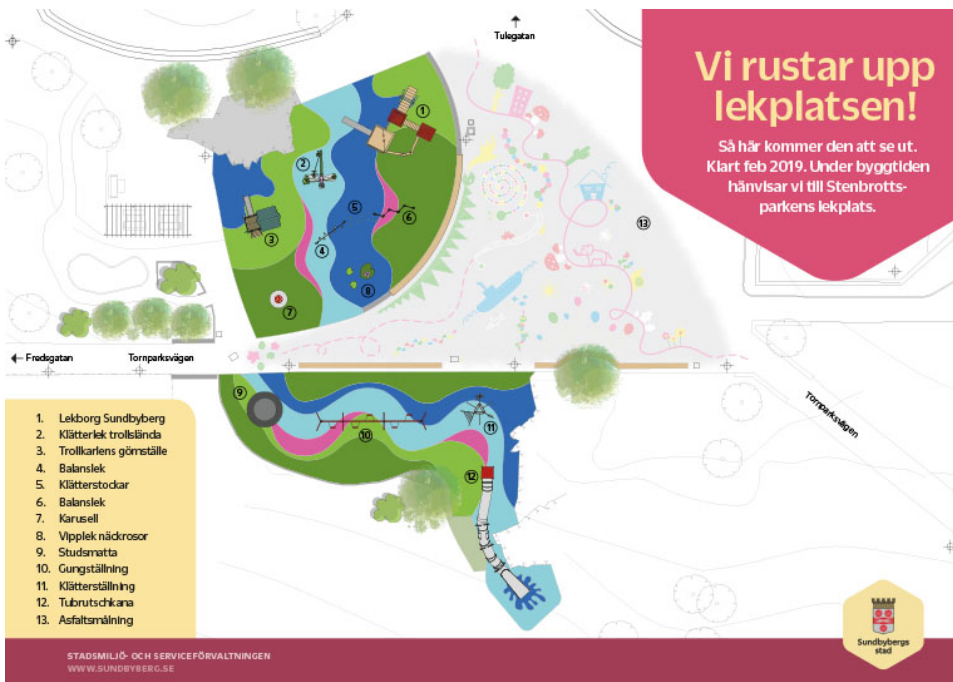 Tulegatan
Vi rustar upp
lekplatsen!
Så här kommer den att se ut.
Klart feb 2019. Under byggtiden
hänvisar vi till Stenbrotts-
parkens lekplats.
1
2
3
4
5
6
7
8
13
Fredsgatan
Tornparksvägen
9
10
11
12
Tornparksvägen
1. Lekborg Sundbyberg
2. Klätterlek trollslända
3. Trollkarlens gömställe
4. Balanslek
5. Klätterstockar
6. Balanslek
7. Karusell
8. Vipplek näckrosor
9. Studsmatta
10. Gungställning
11. Klätterställning
12. Tubrutschkana
13. Asfaltsmålning
Sundbybergs
stad
STADSMILJÖ- OCH SERVICEFÖRVALTNINGEN
WWW.SUNDBYBERG.SE